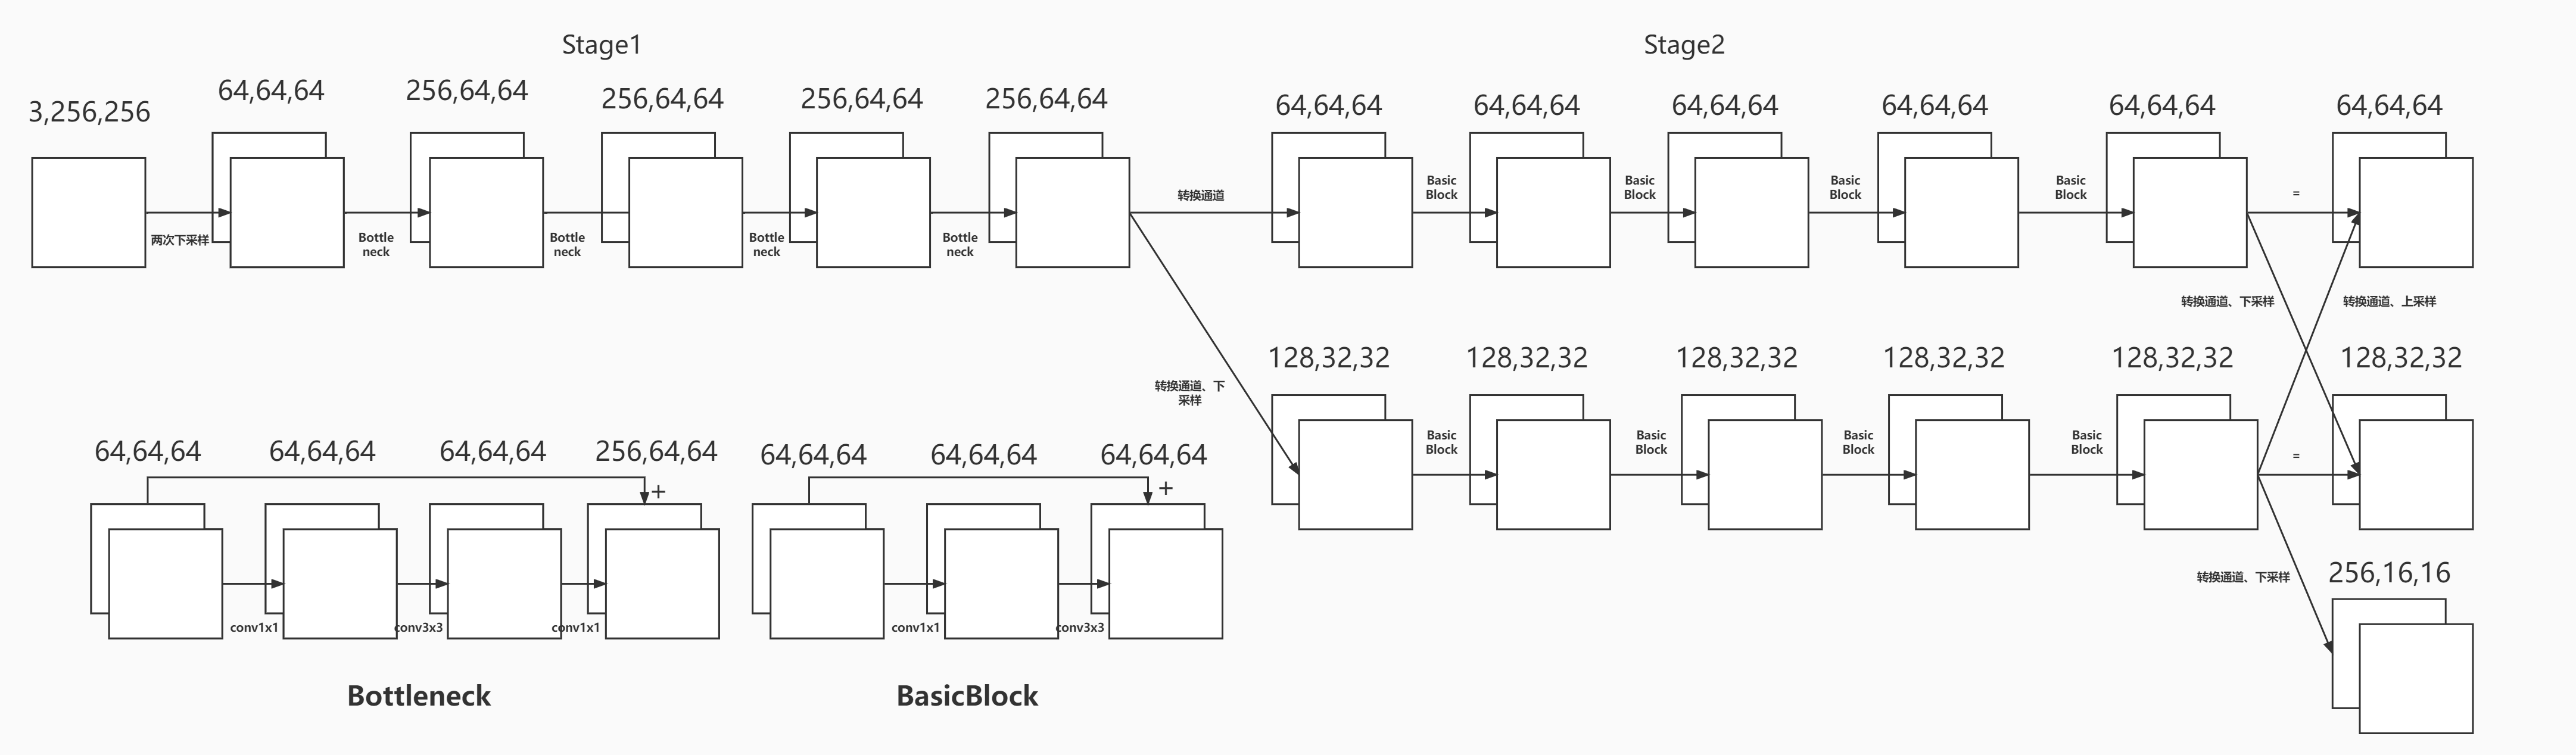 Stage1
Stage2
3,256,256
64,64,64
256,64,64
256,64,64
256,64,64
256,64,64
64,64,64
64,64,64
64,64,64
64,64,64
64,64,64
64,64,64
两次下采样
Bottle
neck
Bottle
neck
Bottle
neck
Bottle
neck
转换通道
Basic
Block
Basic
Block
Basic
Block
Basic
Block
=
转换通道、下采样
转换通道、上采样
转换通道、下
采样
128,32,32
128,32,32
128,32,32
128,32,32
128,32,32
128,32,32
Basic
Block
Basic
Block
Basic
Block
Basic
Block
=
转换通道、下采样
256,16,16
64,64,64
64,64,64
64,64,64
256,64,64
+
conv1x1
conv3x3
conv1x1
Bottleneck
64,64,64
64,64,64
64,64,64
+
conv1x1
conv3x3
BasicBlock